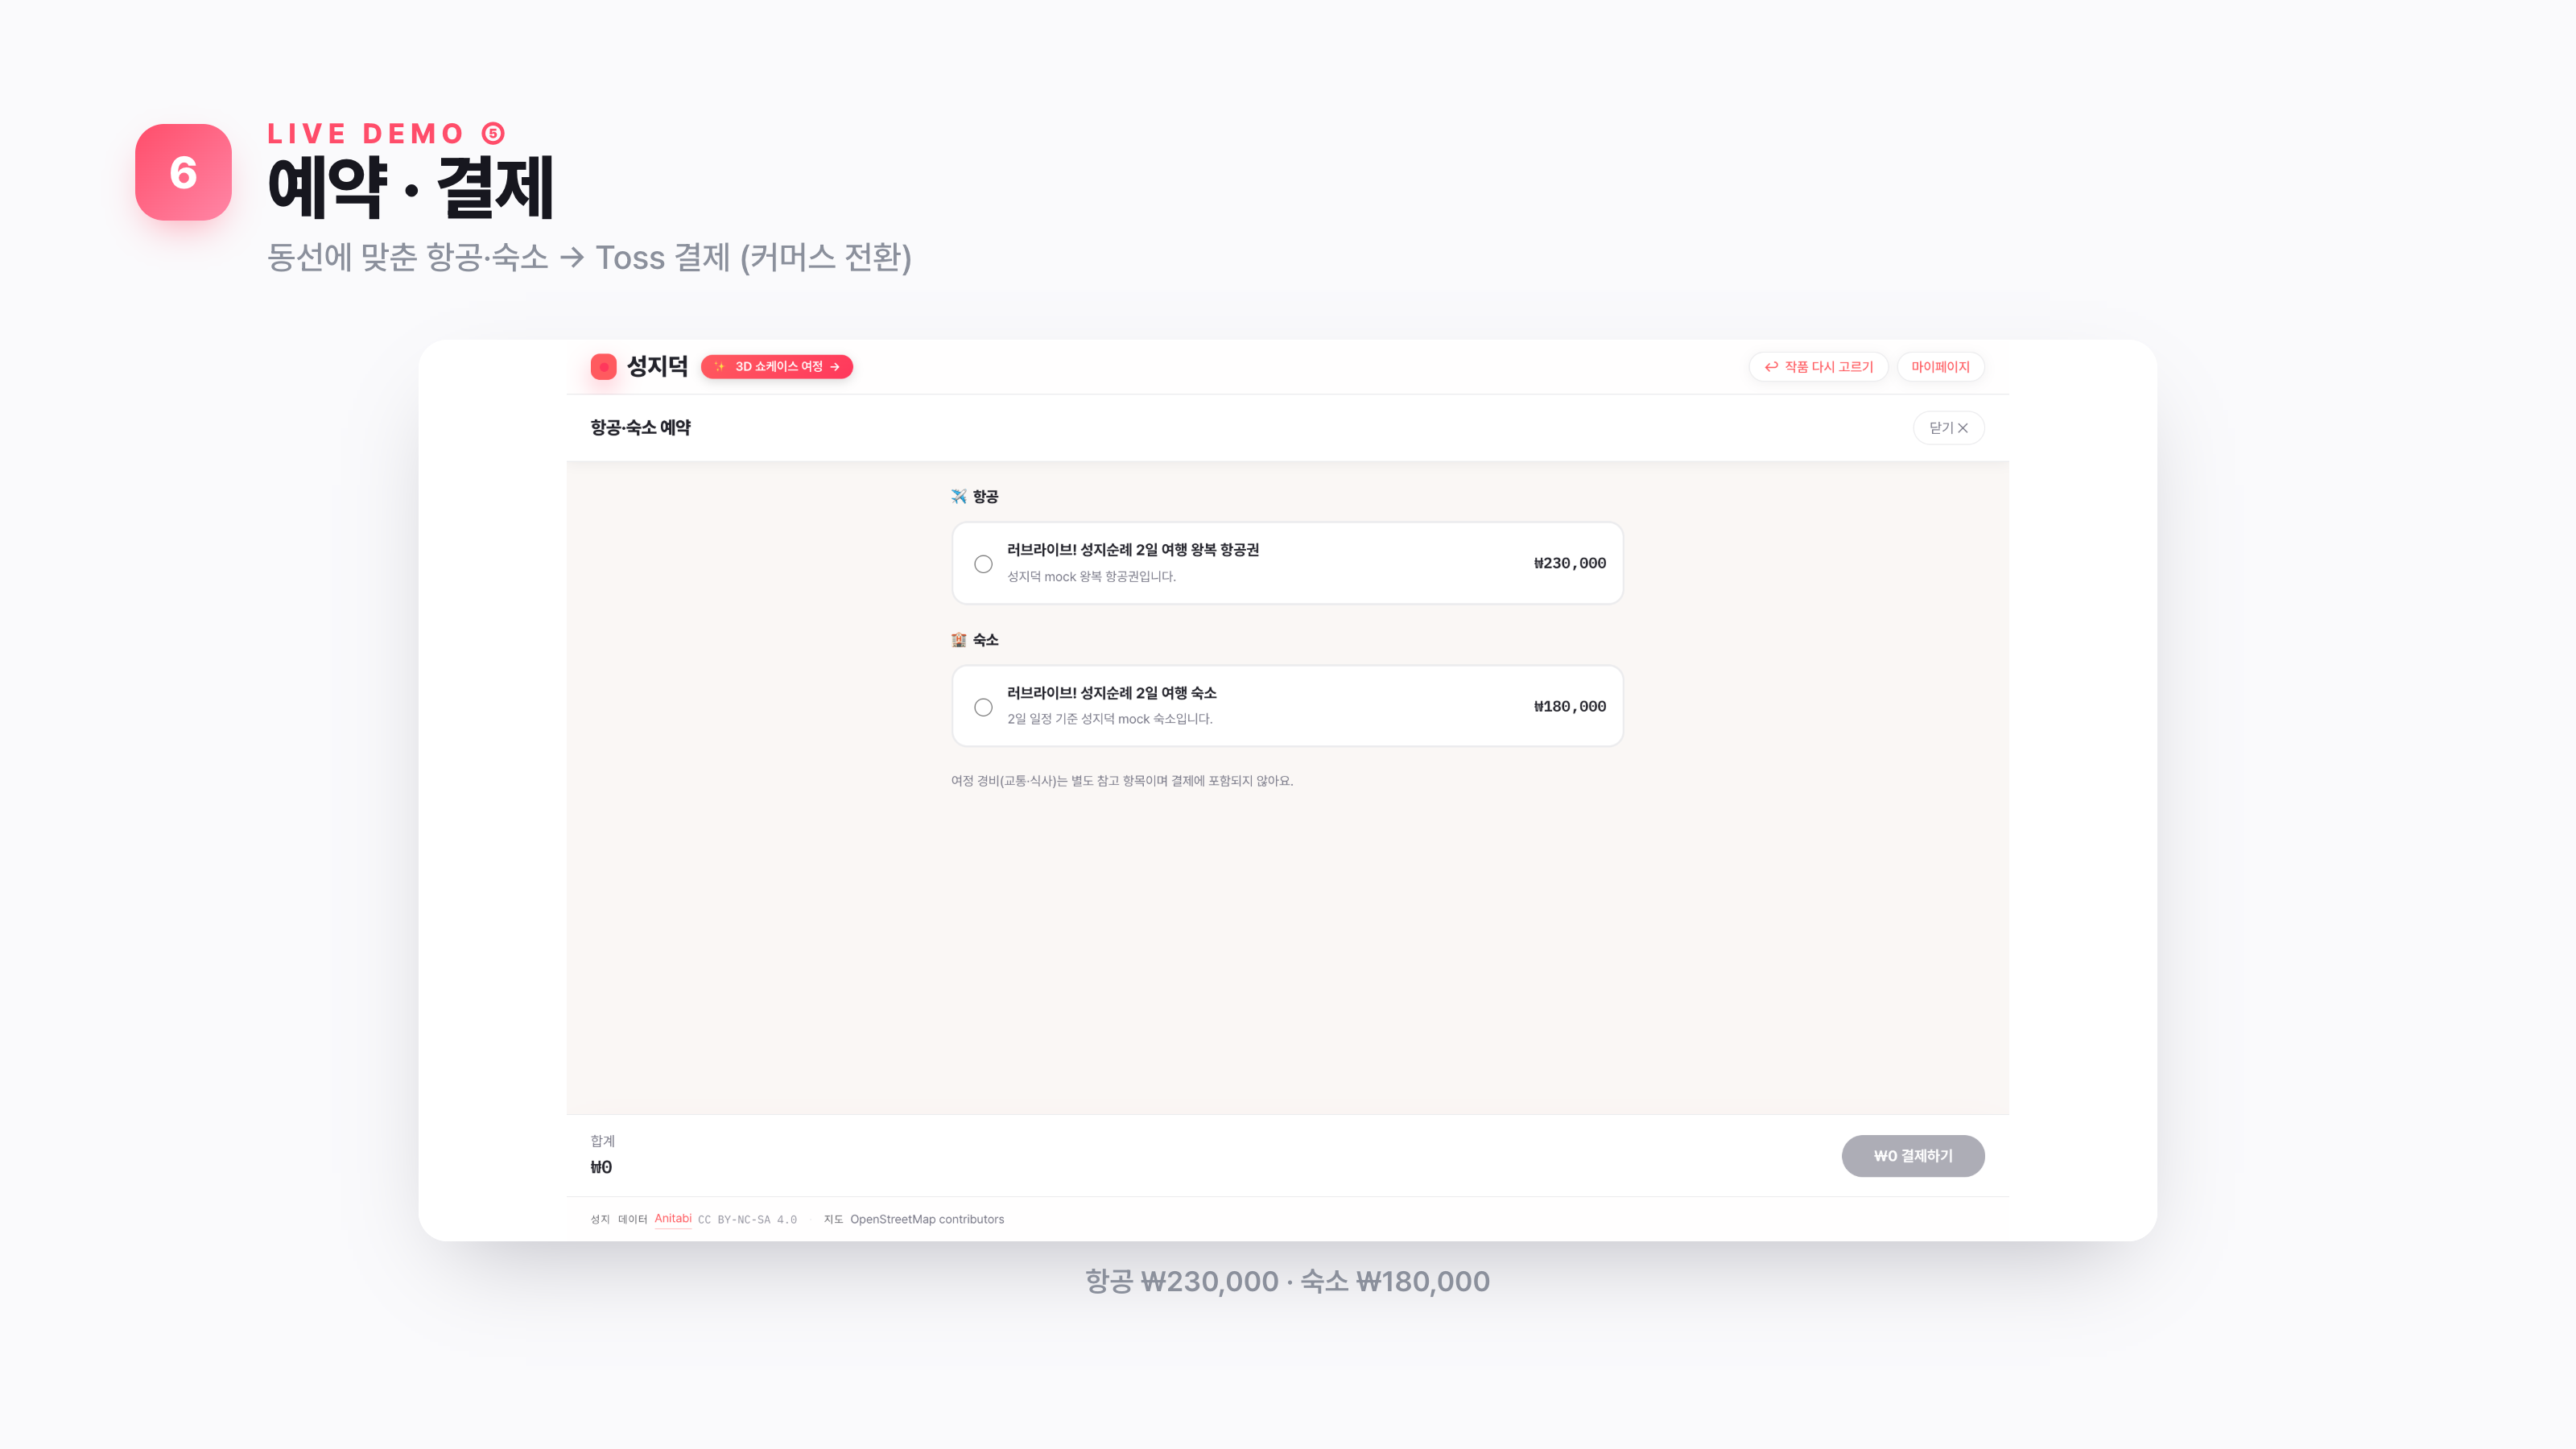 6
LIVE DEMO ⑤
예약 · 결제
동선에 맞춘 항공·숙소 → Toss 결제 (커머스 전환)
성지덕
✨ 3D 쇼케이스 여정 →
↩ 작품 다시 고르기
마이페이지
항공·숙소 예약
닫기 ✕
✈️ 항공
러브라이브! 성지순례 2일 여행 왕복 항공권
성지덕 mock 왕복 항공권입니다.
₩230,000
🏨 숙소
러브라이브! 성지순례 2일 여행 숙소
2일 일정 기준 성지덕 mock 숙소입니다.
₩180,000
여정 경비(교통·식사)는 별도 참고 항목이며 결제에 포함되지 않아요.
합계
₩0
₩0 결제하기
성지 데이터 Anitabi CC BY-NC-SA 4.0 지도 OpenStreetMap contributors
항공 ₩230,000 · 숙소 ₩180,000